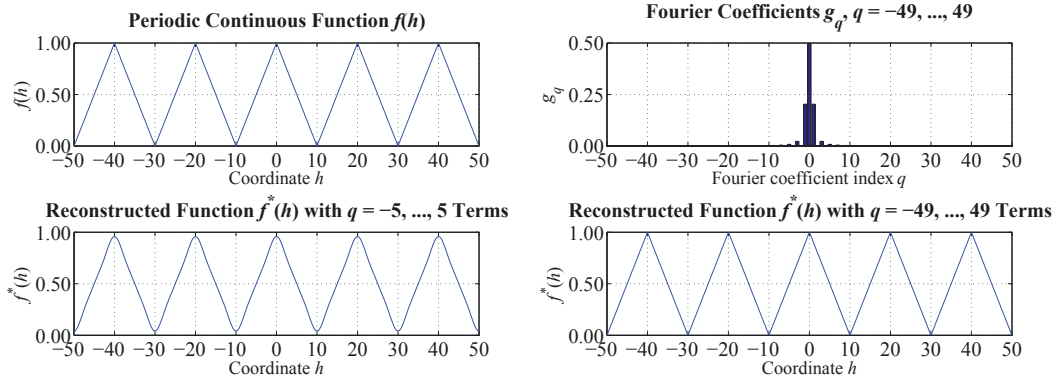 Periodic Continuous Function f(h)
1.00
0.50
0.00
f(h)
−50 −40 −30 −20 −10 0 10 20 30 40 50
Coordinate h
Fourier Coefficients g_q, q = −49, ..., 49
0.50
0.25
0.00
g_q
−50 −40 −30 −20 −10 0 10 20 30 40 50
Fourier coefficient index q
Reconstructed Function f*(h) with q = −5, ..., 5 Terms
1.00
0.50
0.00
f*(h)
−50 −40 −30 −20 −10 0 10 20 30 40 50
Coordinate h
Reconstructed Function f*(h) with q = −49, ..., 49 Terms
1.00
0.50
0.00
f*(h)
−50 −40 −30 −20 −10 0 10 20 30 40 50
Coordinate h